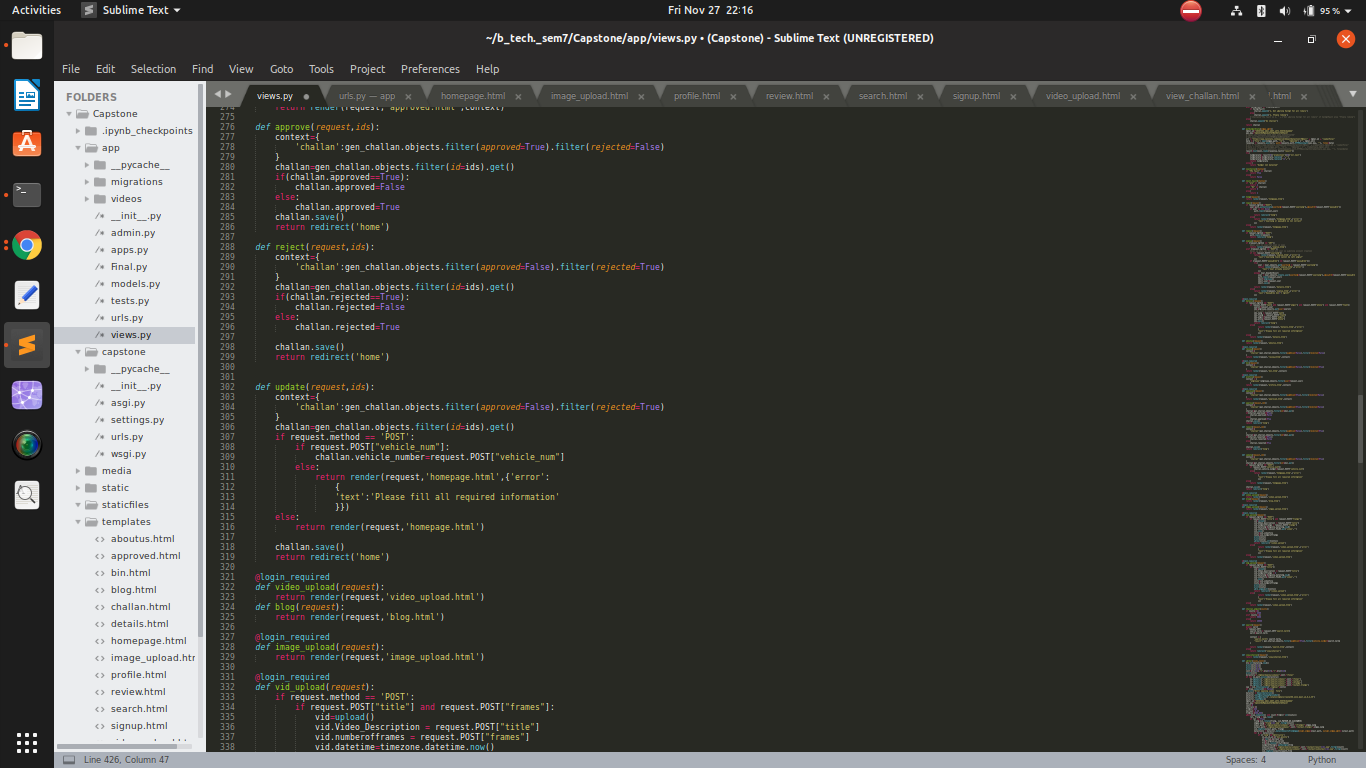 Activities
Sublime Text
Fri Nov 27 22:16
95 %
~/b_tech._sem7/Capstone/app/views.py • (Capstone) - Sublime Text (UNREGISTERED)
File Edit Selection Find View Goto Tools Project Preferences Help
FOLDERS
Capstone
.ipynb_checkpoints
app
__pycache__
migrations
videos
__init__.py
admin.py
apps.py
Final.py
models.py
tests.py
urls.py
views.py
capstone
__pycache__
__init__.py
asgi.py
settings.py
urls.py
wsgi.py
media
static
staticfiles
templates
aboutus.html
approved.html
bin.html
blog.html
challan.html
details.html
homepage.html
image_upload.htr
profile.html
review.html
search.html
signup.html
views.py
urls.py — app
homepage.html
image_upload.html
profile.html
review.html
search.html
signup.html
video_upload.html
view_challan.html
'.html
274 return render(request,'approved.html',context)
275
276 def approve(request,ids):
277 context={
278 'challan':gen_challan.objects.filter(approved=True).filter(rejected=False)
279 }
280 challan=gen_challan.objects.filter(id=ids).get()
281 if(challan.approved==True):
282 challan.approved=False
283 else:
284 challan.approved=True
285 challan.save()
286 return redirect('home')
287
288 def reject(request,ids):
289 context={
290 'challan':gen_challan.objects.filter(approved=False).filter(rejected=True)
291 }
292 challan=gen_challan.objects.filter(id=ids).get()
293 if(challan.rejected==True):
294 challan.rejected=False
295 else:
296 challan.rejected=True
297
298 challan.save()
299 return redirect('home')
300
301
302 def update(request,ids):
303 context={
304 'challan':gen_challan.objects.filter(approved=False).filter(rejected=True)
305 }
306 challan=gen_challan.objects.filter(id=ids).get()
307 if request.method == 'POST':
308 if request.POST["vehicle_num"]:
309 challan.vehicle_number=request.POST["vehicle_num"]
310 else:
311 return render(request,'homepage.html',{'error':
312 {
313 'text':'Please fill all required information'
314 }})
315 else:
316 return render(request,'homepage.html')
317
318 challan.save()
319 return redirect('home')
320
321 @login_required
322 def video_upload(request):
323 return render(request,'video_upload.html')
324 def blog(request):
325 return render(request,'blog.html')
326
327 @login_required
328 def image_upload(request):
329 return render(request,'image_upload.html')
330
331 @login_required
332 def vid_upload(request):
333 if request.method == 'POST':
334 if request.POST["title"] and request.POST["frames"]:
335 vid=upload()
336 vid.Video_Description = request.POST["title"]
337 vid.numberofframes = request.POST["frames"]
338 vid.datetime=timezone.datetime.now()
Line 426, Column 47
Spaces: 4
Python